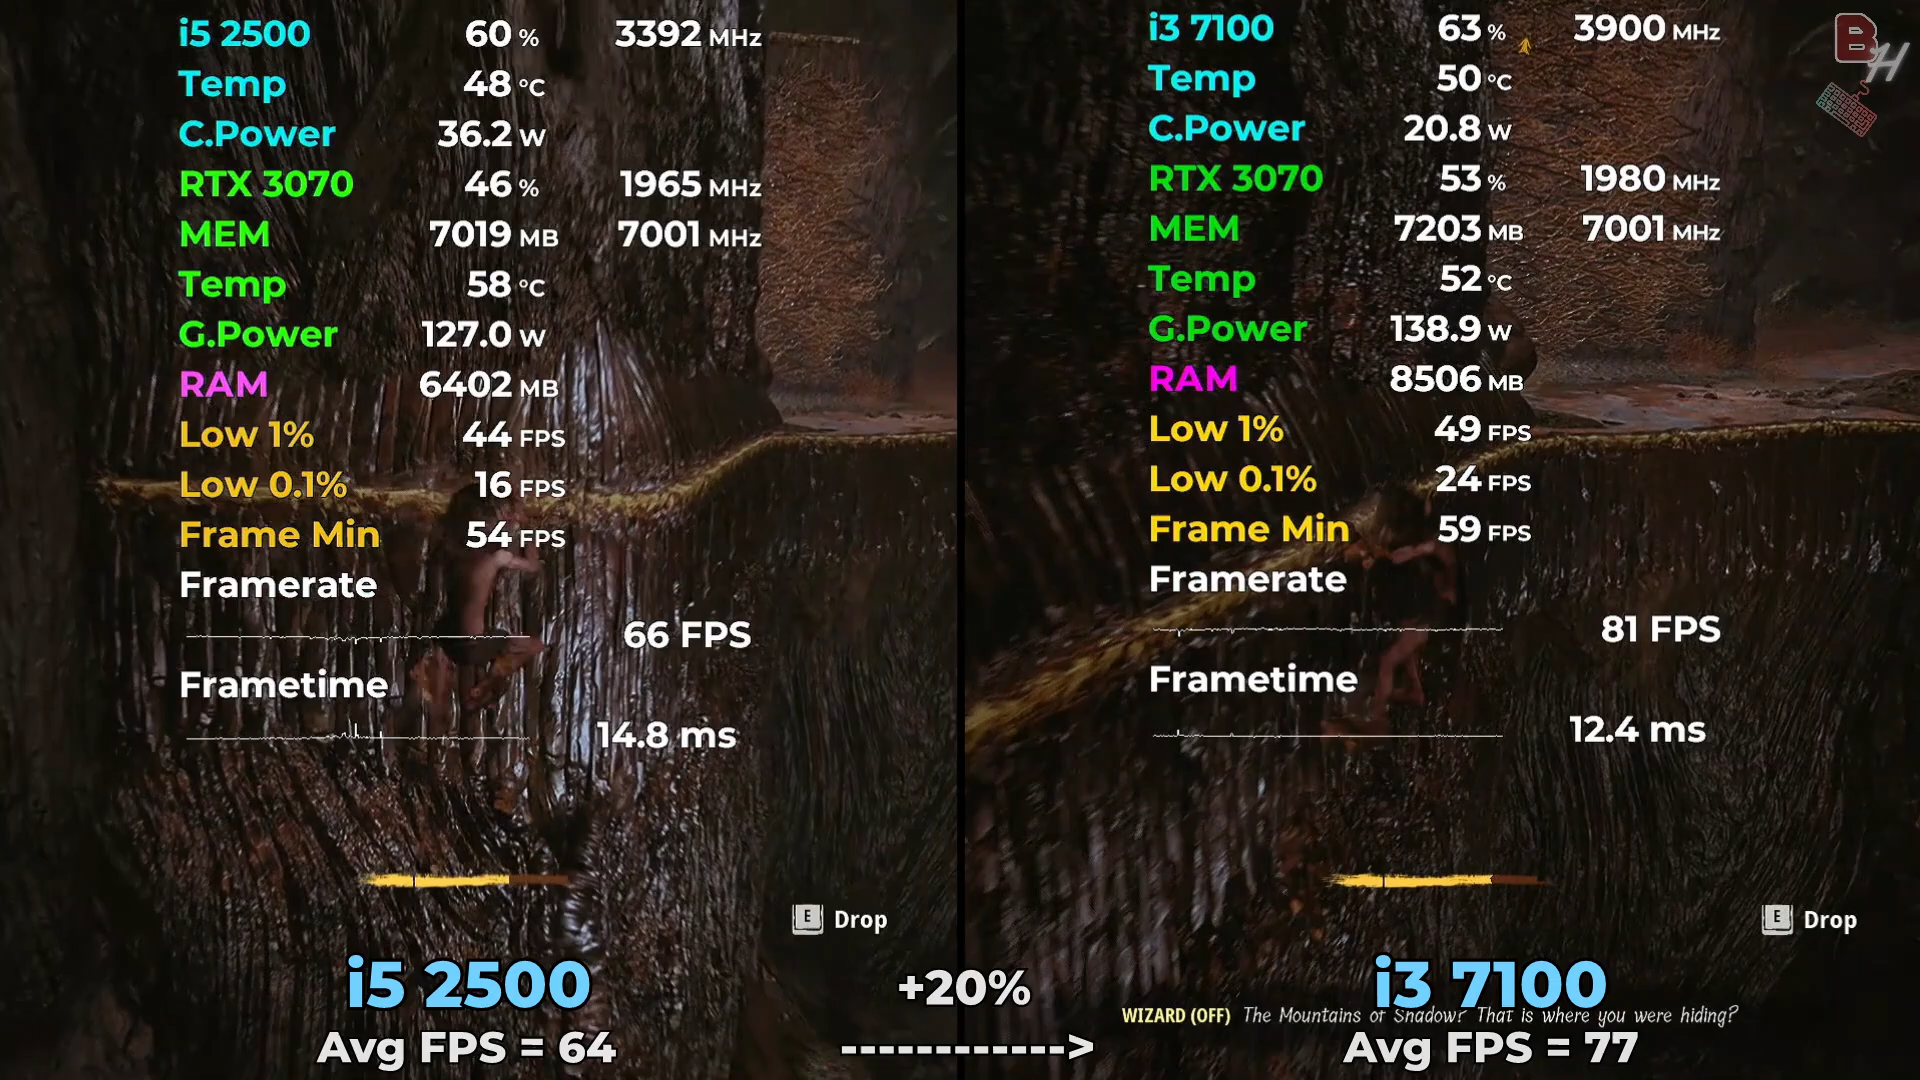 i5 2500 60 % 3392 MHz
Temp 48 °C
C.Power 36.2 W
RTX 3070 46 % 1965 MHz
MEM 7019 MB 7001 MHz
Temp 58 °C
G.Power 127.0 W
RAM 6402 MB
Low 1% 44 FPS
Low 0.1% 16 FPS
Frame Min 54 FPS
Framerate
66 FPS
Frametime
14.8 ms
E Drop
i5 2500
Avg FPS = 64
+20%
------------->
i3 7100 63 % 3900 MHz
Temp 50 °C
C.Power 20.8 W
RTX 3070 53 % 1980 MHz
MEM 7203 MB 7001 MHz
Temp 52 °C
G.Power 138.9 W
RAM 8506 MB
Low 1% 49 FPS
Low 0.1% 24 FPS
Frame Min 59 FPS
Framerate
81 FPS
Frametime
12.4 ms
E Drop
i3 7100
WIZARD (OFF) The Mountains of Shadow? That is where you were hiding?
Avg FPS = 77
BH